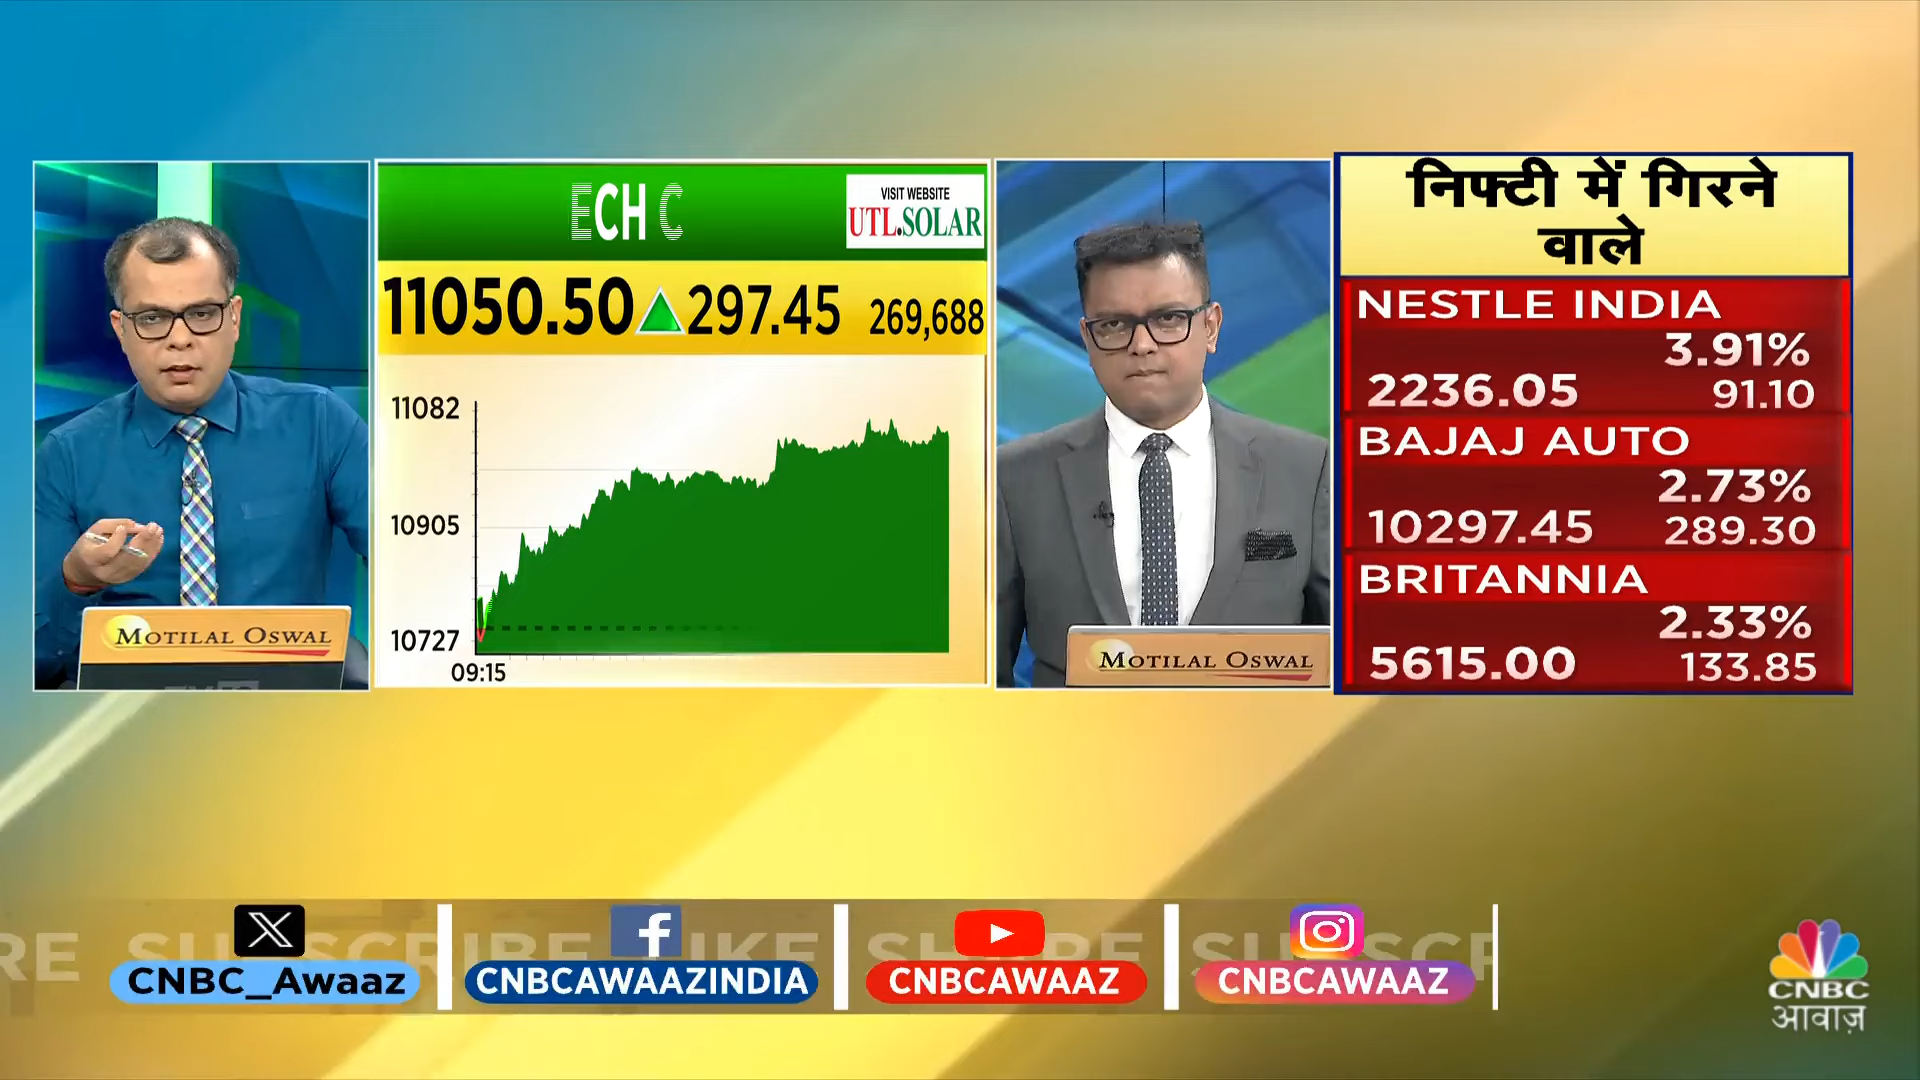 ECH C
VISIT WEBSITE
UTL.SOLAR
11050.50 297.45 269,688
11082
10905
10727
09:15
MOTILAL OSWAL
MOTILAL OSWAL
निफ्टी में गिरने
वाले
NESTLE INDIA
3.91%
2236.05 91.10
BAJAJ AUTO
2.73%
10297.45 289.30
BRITANNIA
2.33%
5615.00 133.85
CNBC_Awaaz
CNBCAWAAZINDIA
CNBCAWAAZ
CNBCAWAAZ
CNBC
आवाज़